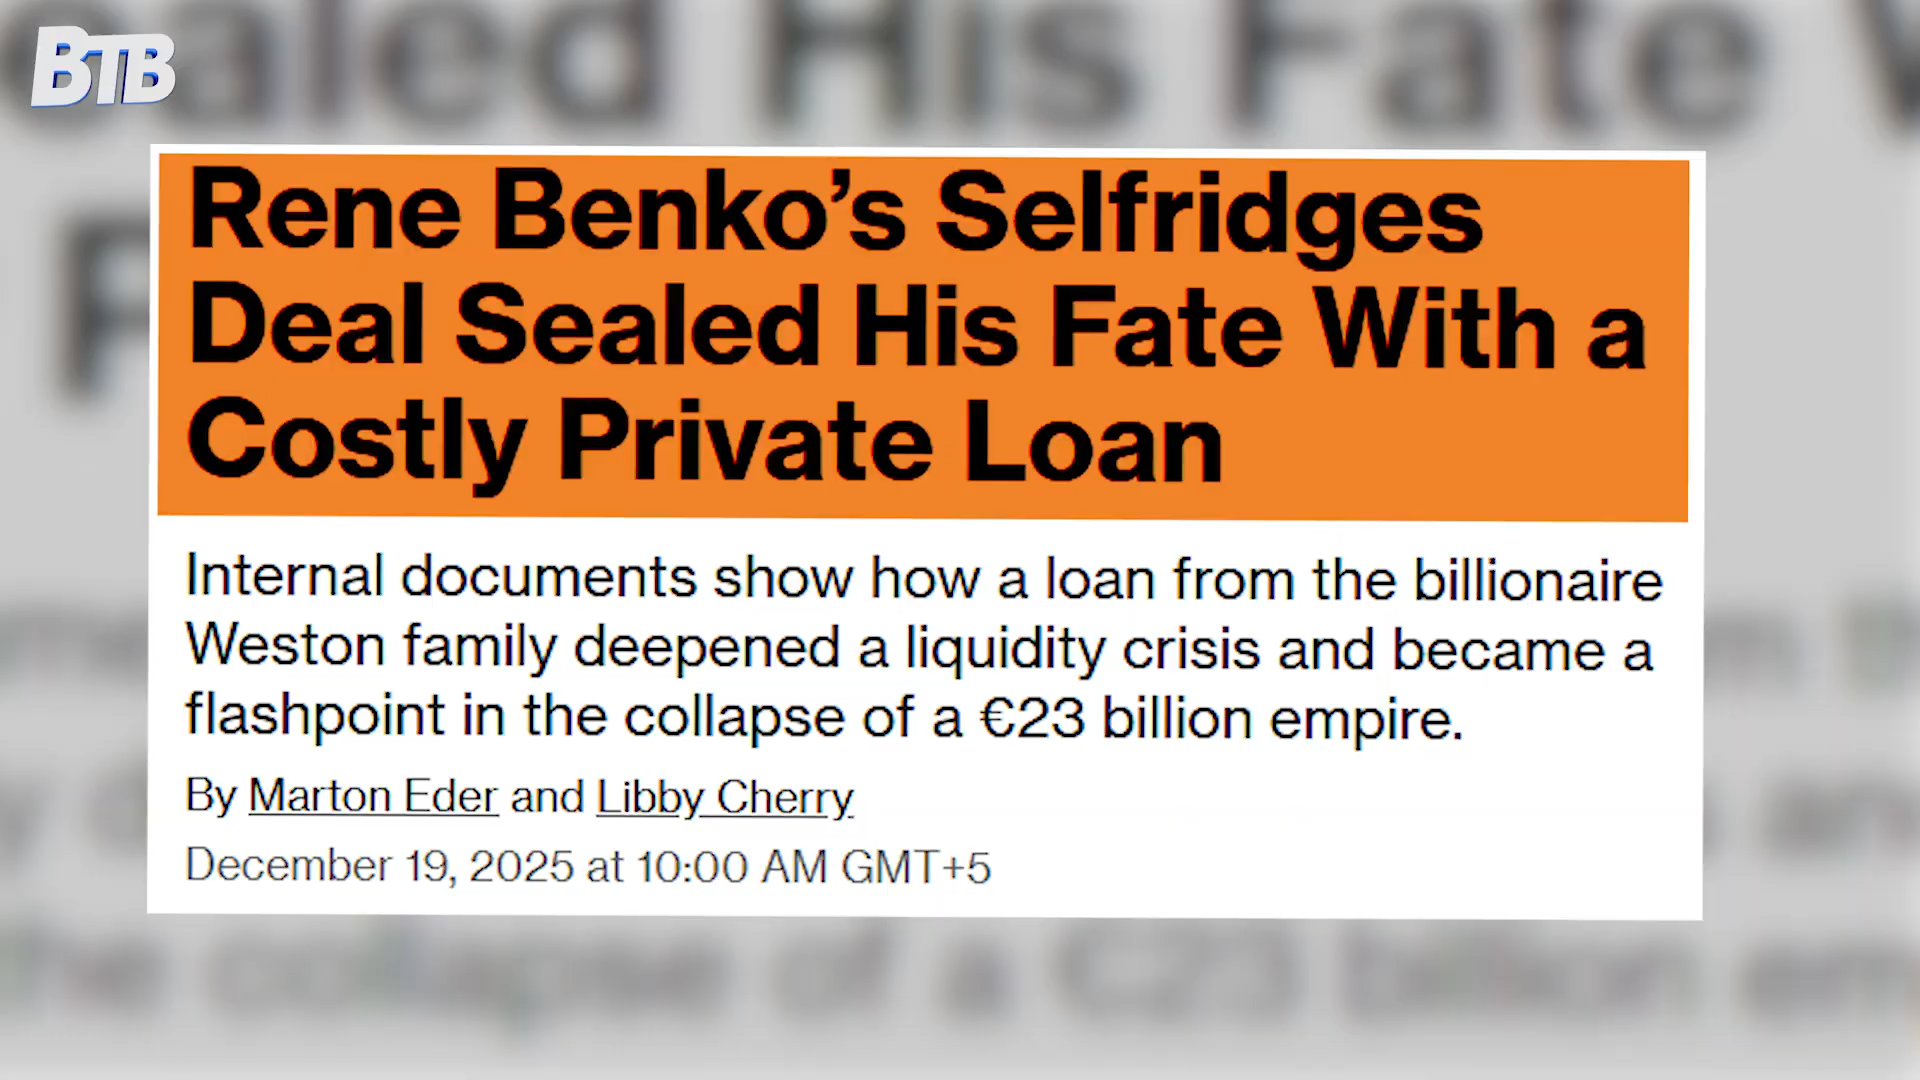 BTB
Rene Benko’s Selfridges
Deal Sealed His Fate With a
Costly Private Loan
Internal documents show how a loan from the billionaire
Weston family deepened a liquidity crisis and became a
flashpoint in the collapse of a €23 billion empire.
By Marton Eder and Libby Cherry
December 19, 2025 at 10:00 AM GMT+5